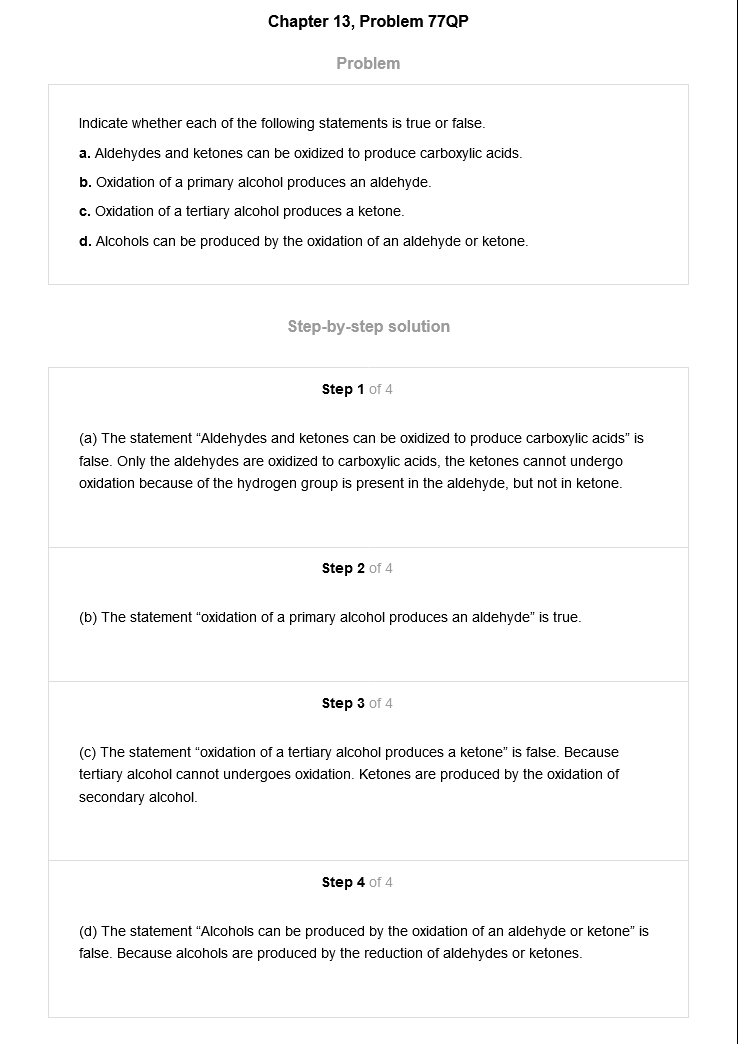 Chapter 13, Problem 77QP
Problem
Indicate whether each of the following statements is true or false.
a. Aldehydes and ketones can be oxidized to produce carboxylic acids.
b. Oxidation of a primary alcohol produces an aldehyde.
c. Oxidation of a tertiary alcohol produces a ketone.
d. Alcohols can be produced by the oxidation of an aldehyde or ketone.
Step-by-step solution
Step 1 of 4
(a) The statement “Aldehydes and ketones can be oxidized to produce carboxylic acids” is
false. Only the aldehydes are oxidized to carboxylic acids, the ketones cannot undergo
oxidation because of the hydrogen group is present in the aldehyde, but not in ketone.
Step 2 of 4
(b) The statement “oxidation of a primary alcohol produces an aldehyde” is true.
Step 3 of 4
(c) The statement “oxidation of a tertiary alcohol produces a ketone” is false. Because
tertiary alcohol cannot undergoes oxidation. Ketones are produced by the oxidation of
secondary alcohol.
Step 4 of 4
(d) The statement “Alcohols can be produced by the oxidation of an aldehyde or ketone” is
false. Because alcohols are produced by the reduction of aldehydes or ketones.